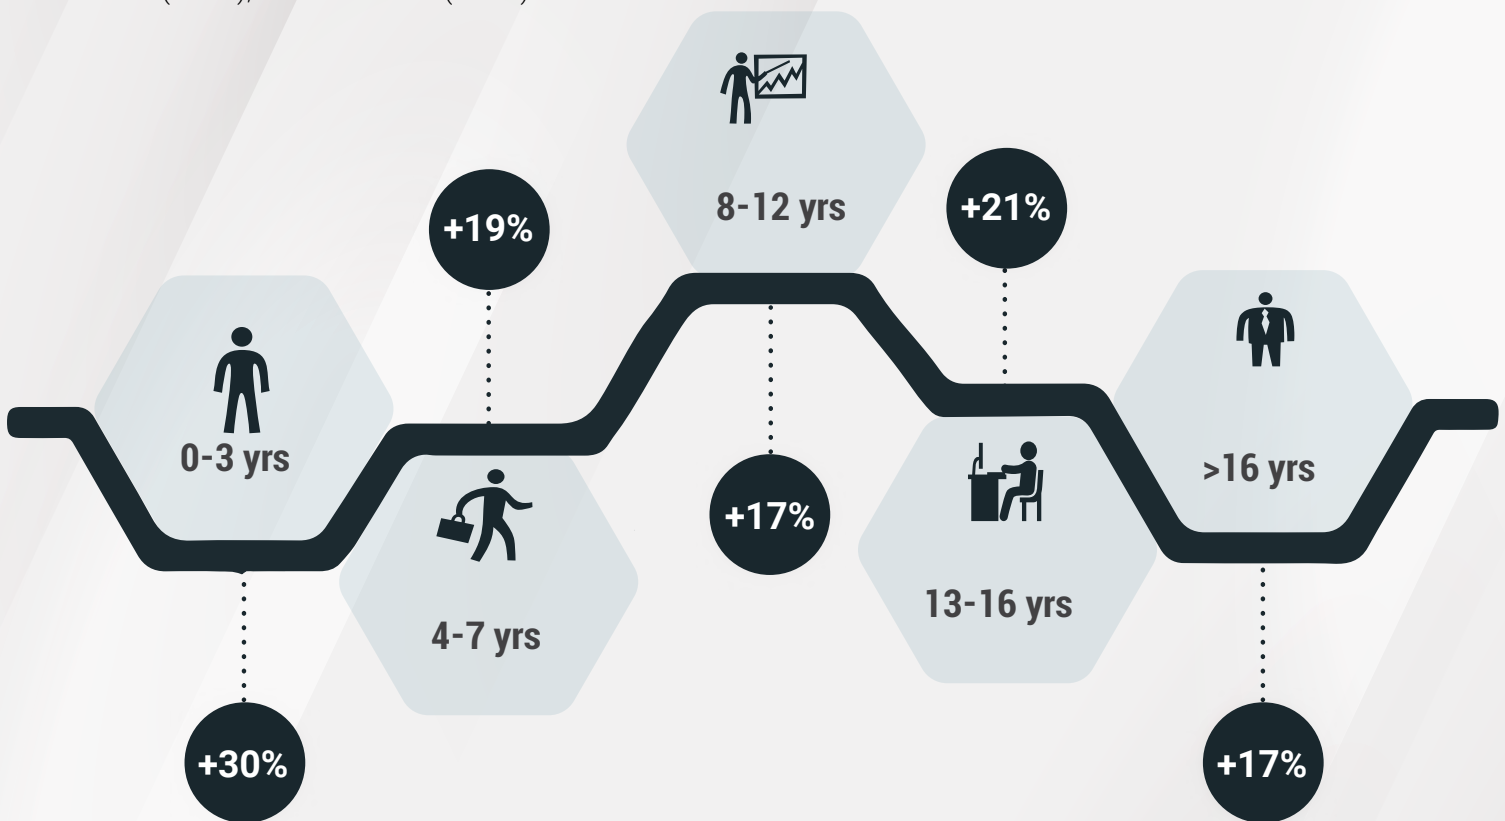 8-12 yrs
+21%
+19%
0-3 yrs
>16 yrs
+17%
13-16 yrs
4-7 yrs
+30%
+17%